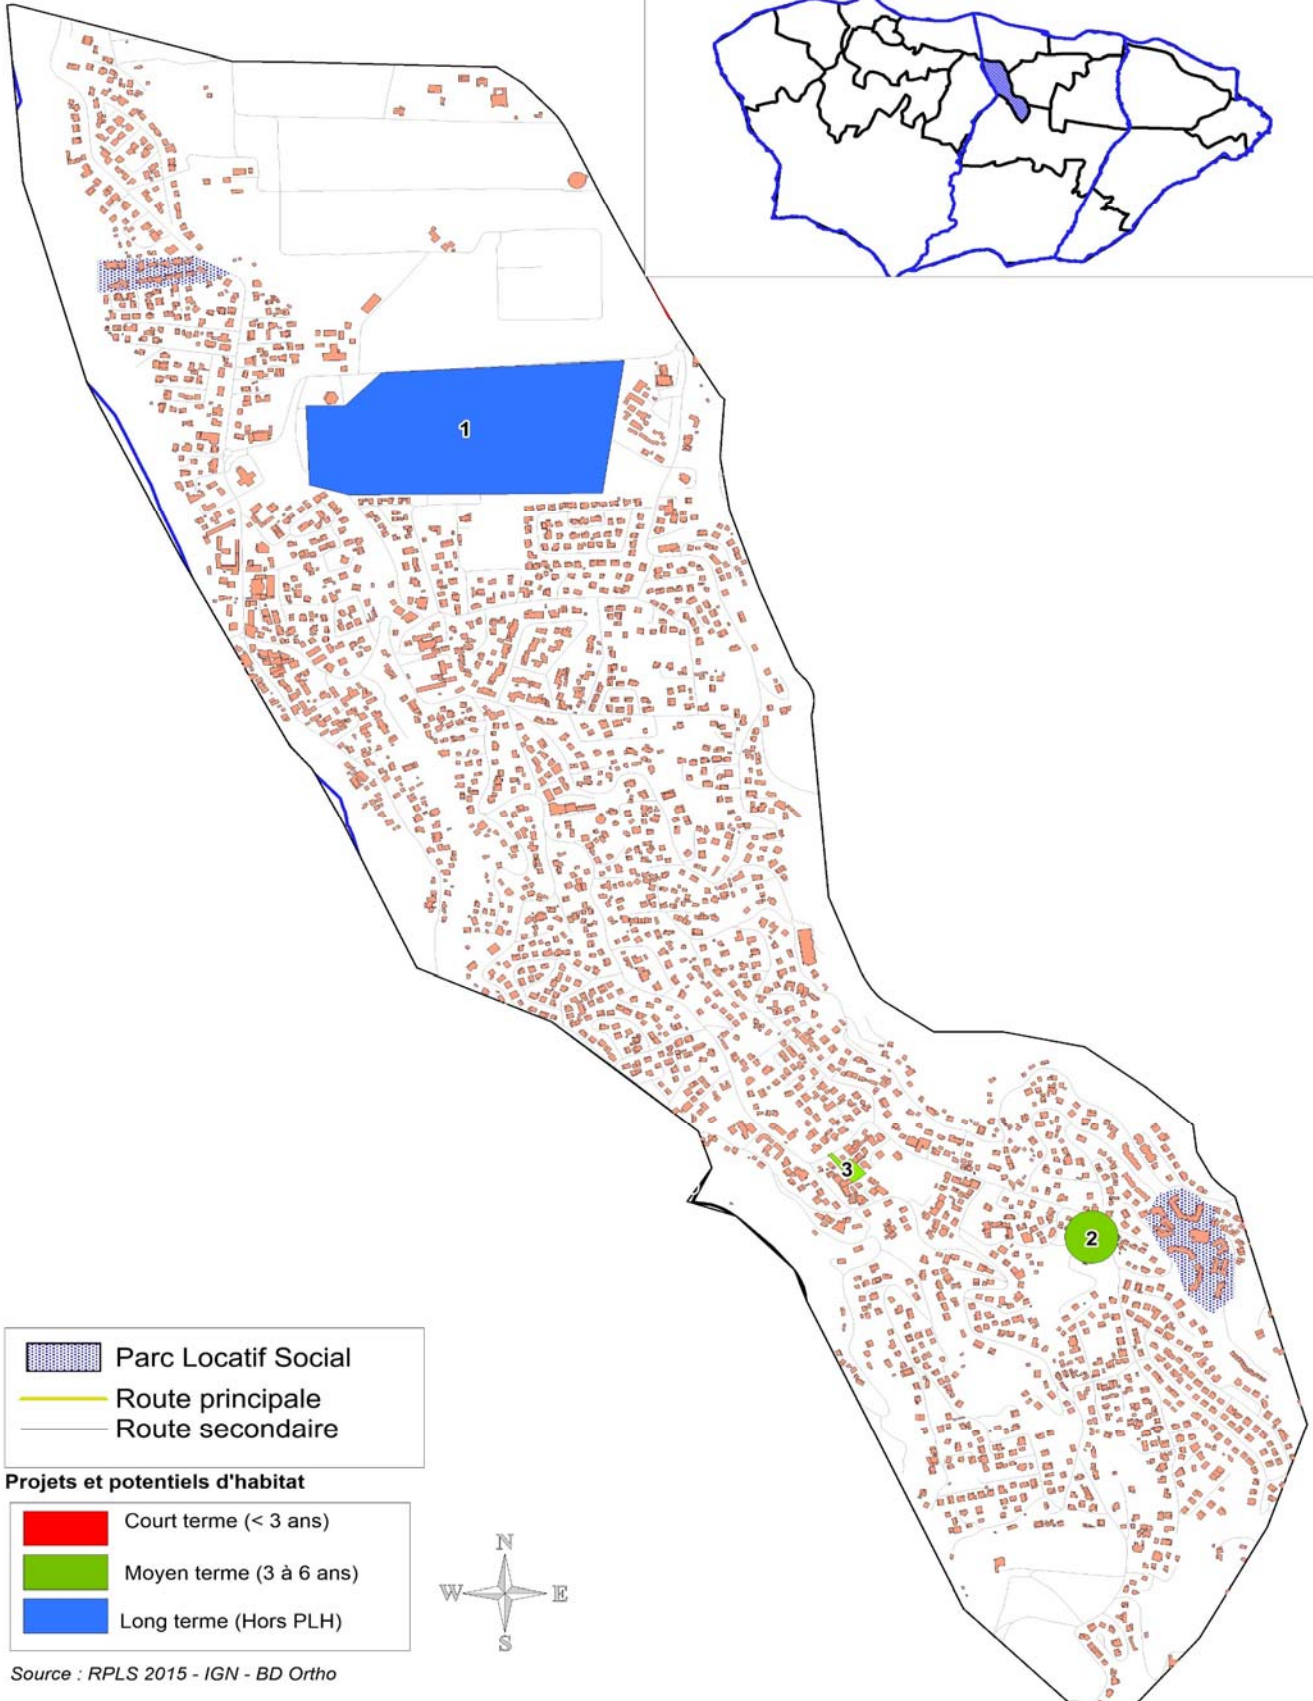 1
3
2
Parc Locatif Social
Route principale
Route secondaire
Projets et potentiels d'habitat
Court terme (< 3 ans)
Moyen terme (3 à 6 ans)
Long terme (Hors PLH)
N
W E
S
Source : RPLS 2015 - IGN - BD Ortho